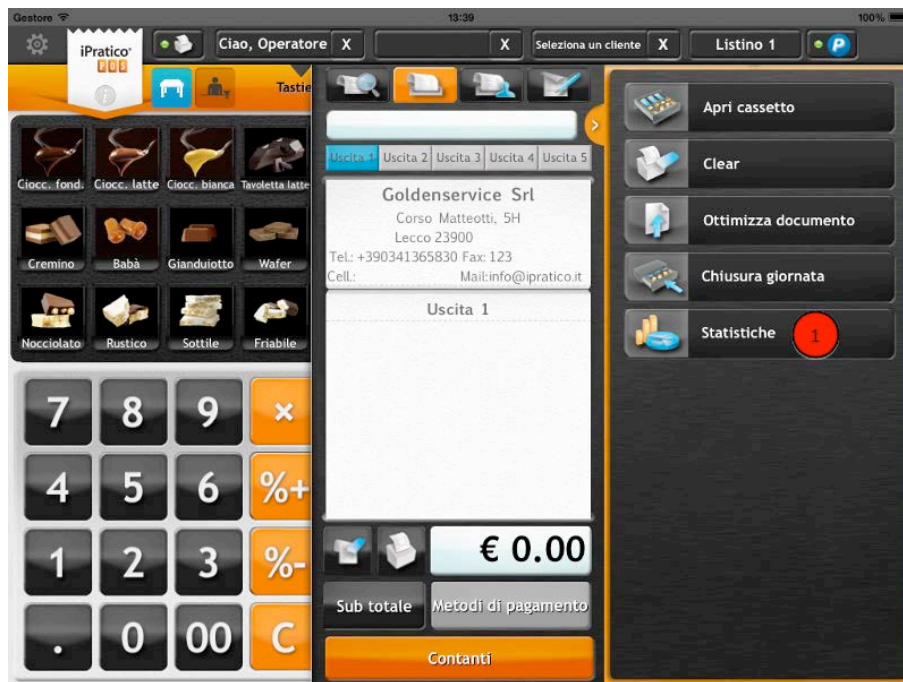 Gestore
13:39
100%
iPratico
POS
Ciao, Operatore X
X
Seleziona un cliente X
Listino 1
P
Tastie
Ciocc. fond.
Ciocc. latte
Ciocc. bianca
Tavoletta latte
Cremino
Babà
Gianduiotto
Wafer
Nocciolato
Rustico
Sottile
Friabile
7 8 9 ×
4 5 6 %+
1 2 3 %-
. 0 00 C
Uscita 1 Uscita 2 Uscita 3 Uscita 4 Uscita 5
Goldenservice Srl
Corso Matteotti, 5H
Lecco 23900
Tel.: +390341365830 Fax: 123
Cell.: Mail:info@ipratico.it
Uscita 1
€ 0.00
Sub totale
Metodi di pagamento
Contanti
Apri cassetto
Clear
Ottimizza documento
Chiusura giornata
Statistiche 1